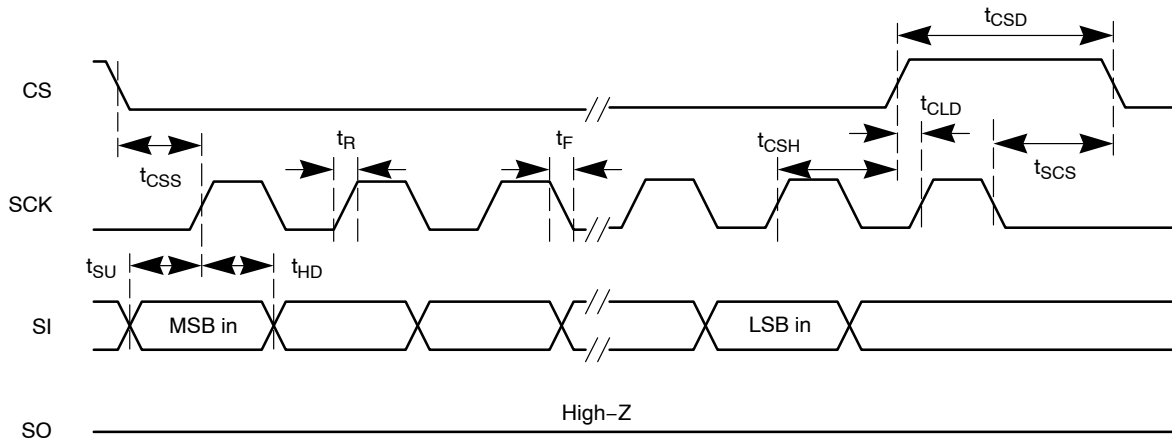 tCSD
CS
tCLD
tR
tF
tCSH
tCSS
tSCS
SCK
tSU
tHD
SI
MSB in
LSB in
High−Z
SO